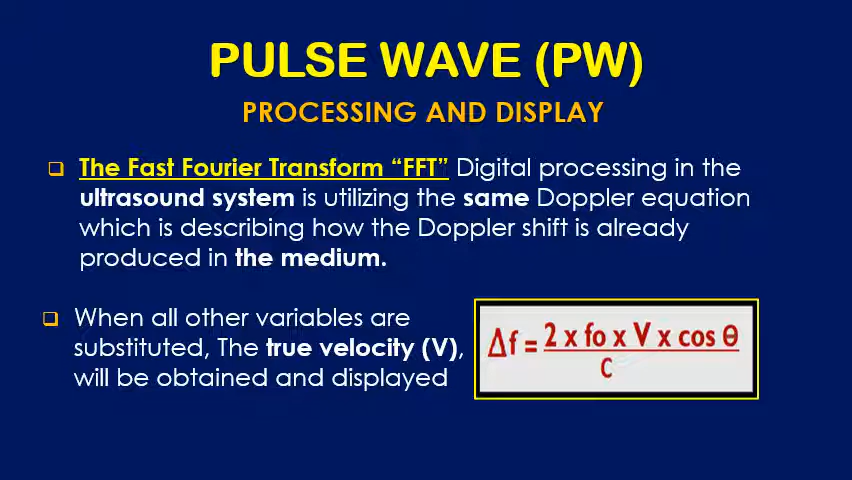 PULSE WAVE (PW)
PROCESSING AND DISPLAY
The Fast Fourier Transform “FFT” Digital processing in the
ultrasound system is utilizing the same Doppler equation
which is describing how the Doppler shift is already
produced in the medium.
When all other variables are
substituted, The true velocity (V),
will be obtained and displayed
Δf = 2 x fo x V x cos θ
C